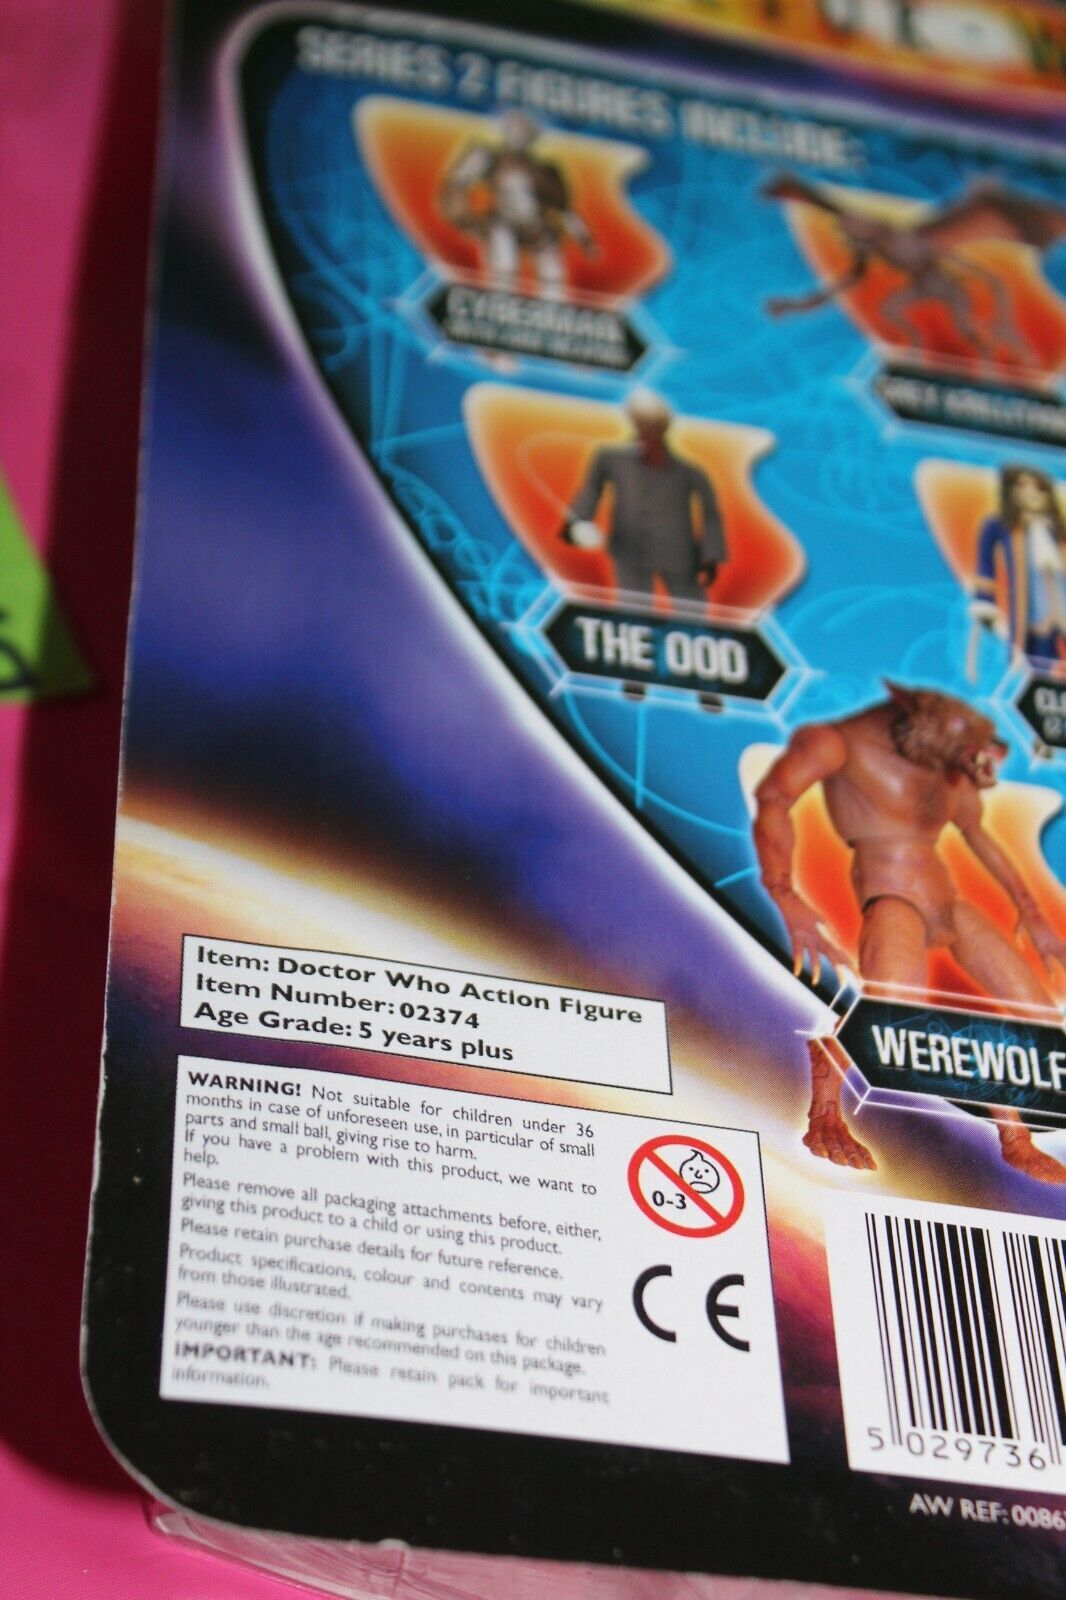 SERIES 2 FIGURES INCLUDE:
CYBERMAN
GREY KRILLITANE
THE OOD
WEREWOLF
Item: Doctor Who Action Figure
Item Number: 02374
Age Grade: 5 years plus
WARNING! Not suitable for children under 36
months in case of unforeseen use, in particular of small
parts and small ball, giving rise to harm.
If you have a problem with this product, we want to
help.
Please remove all packaging attachments before, either,
giving this product to a child or using this product.
Please retain purchase details for future reference.
Product specifications, colour and contents may vary
from those illustrated.
Please use discretion if making purchases for children
younger than the age recommended on this package.
IMPORTANT: Please retain pack for important
information.
0-3
CE
5 029736
AW REF: 0086